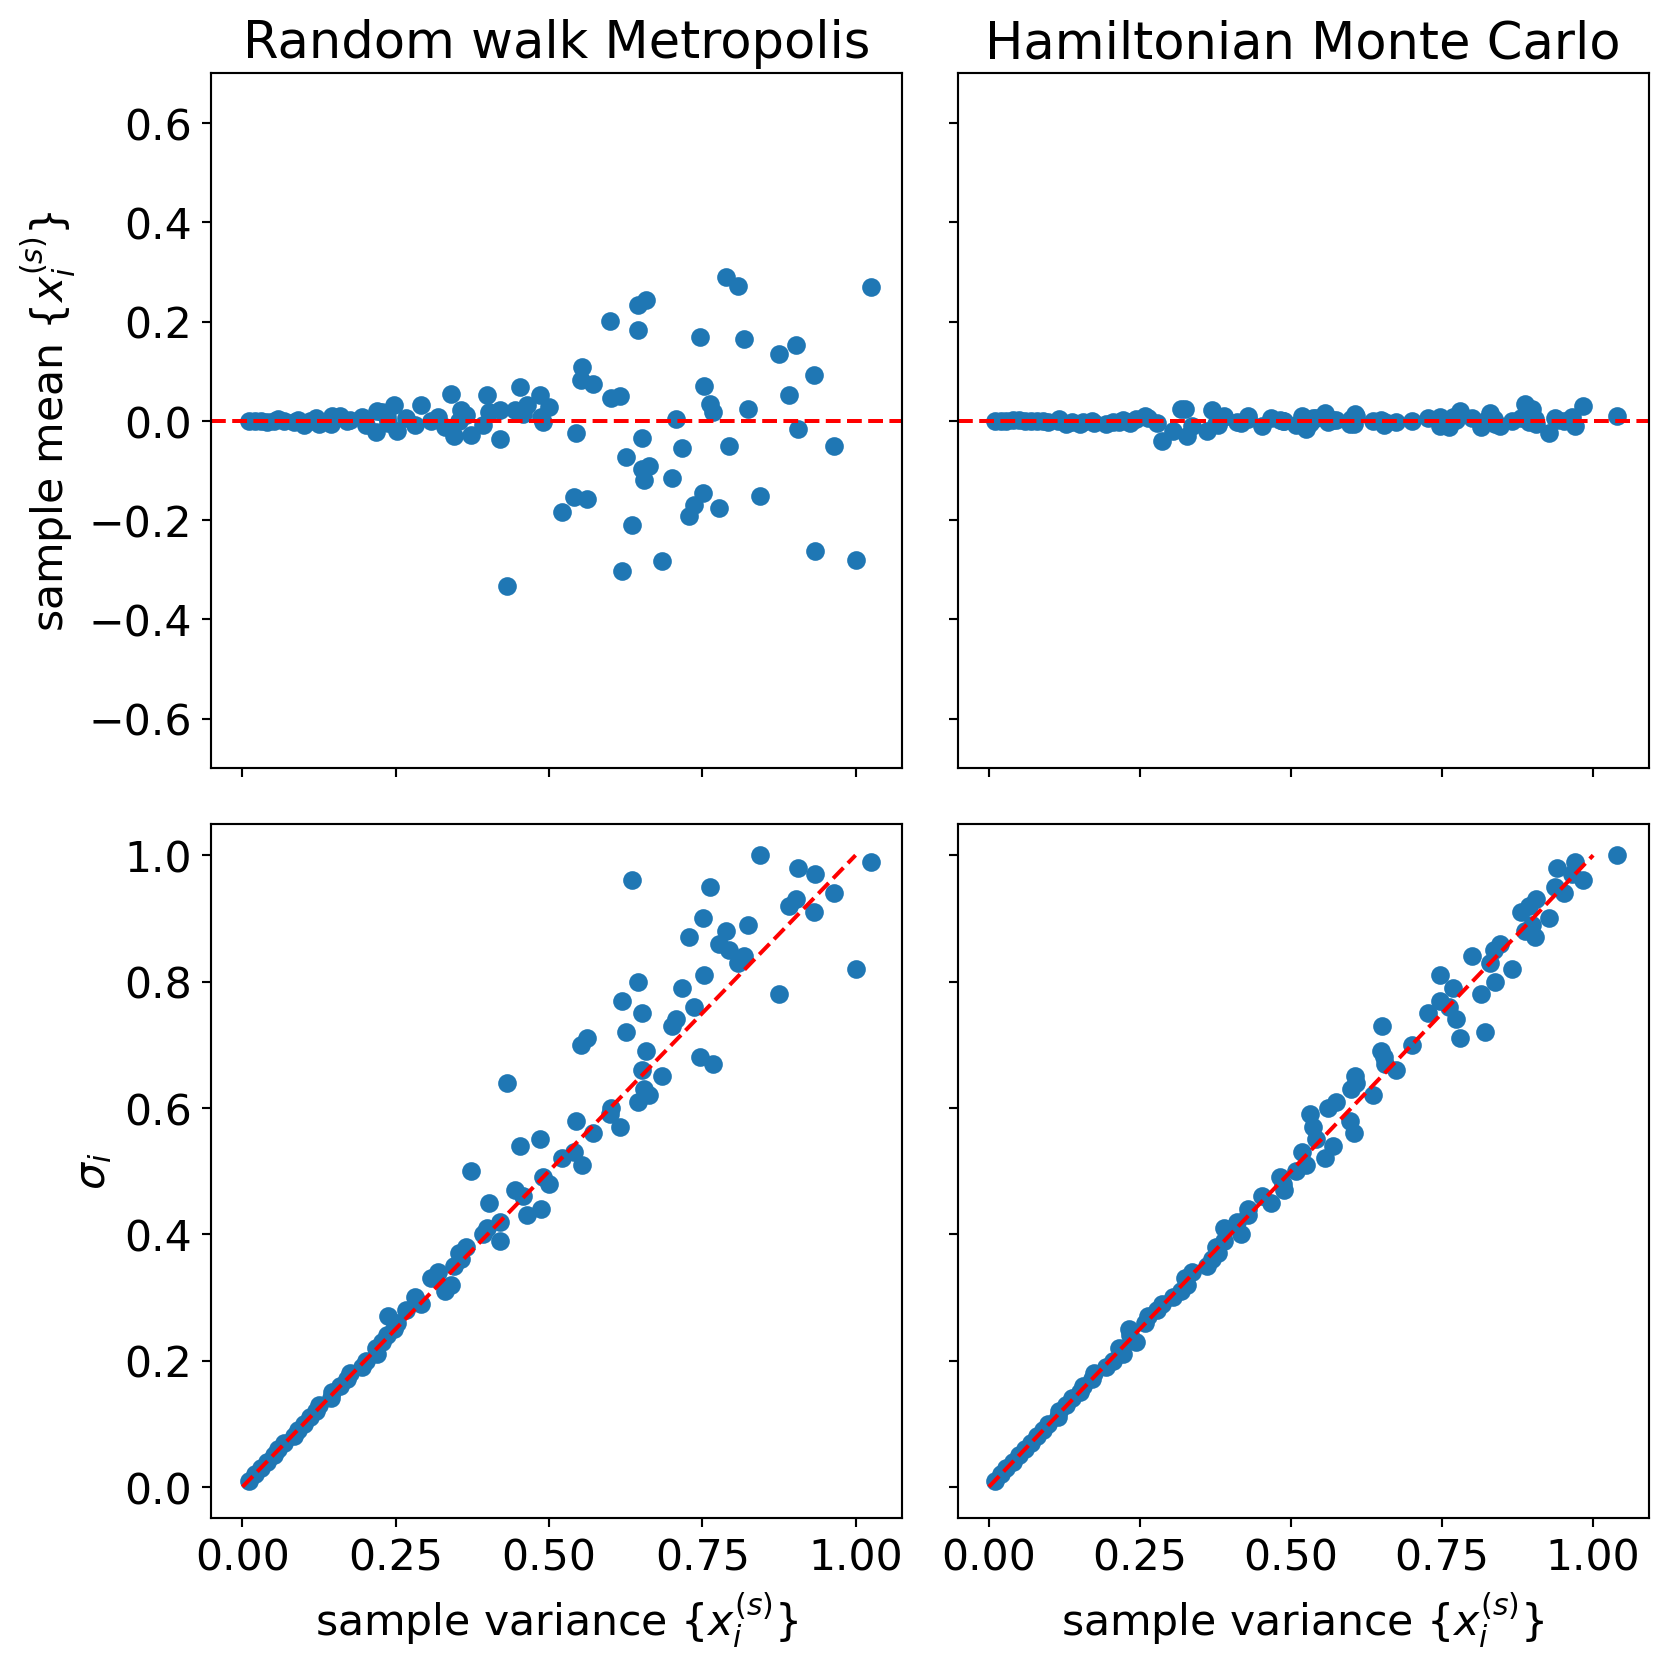 Random walk Metropolis
Hamiltonian Monte Carlo
0.6
0.4
0.2
0.0
−0.2
−0.4
−0.6
sample mean {x_i^(s)}
1.0
0.8
0.6
0.4
0.2
0.0
σ_i
0.00 0.25 0.50 0.75 1.00
0.00 0.25 0.50 0.75 1.00
sample variance {x_i^(s)}
sample variance {x_i^(s)}